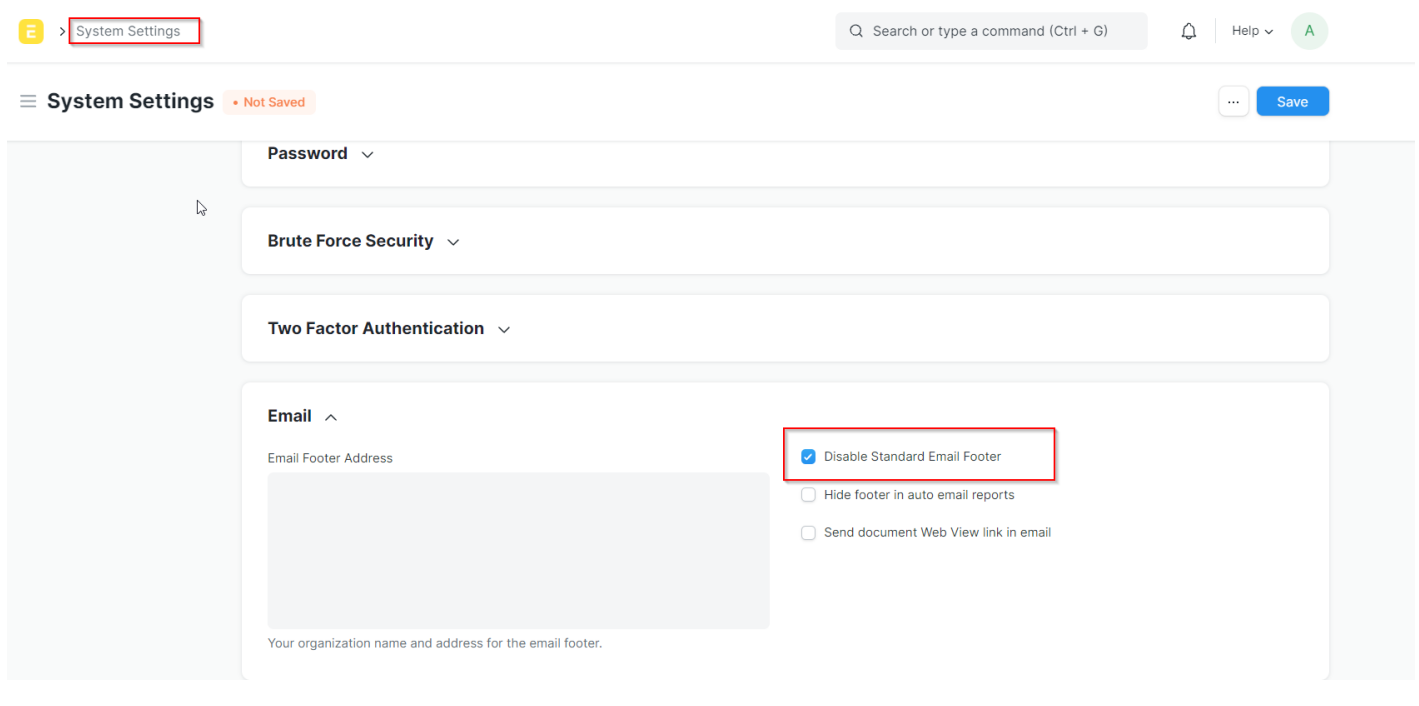 E > System Settings
Search or type a command (Ctrl + G)
Help
A
System Settings • Not Saved
... Save
Password
Brute Force Security
Two Factor Authentication
Email
Email Footer Address
Disable Standard Email Footer
Hide footer in auto email reports
Send document Web View link in email
Your organization name and address for the email footer.